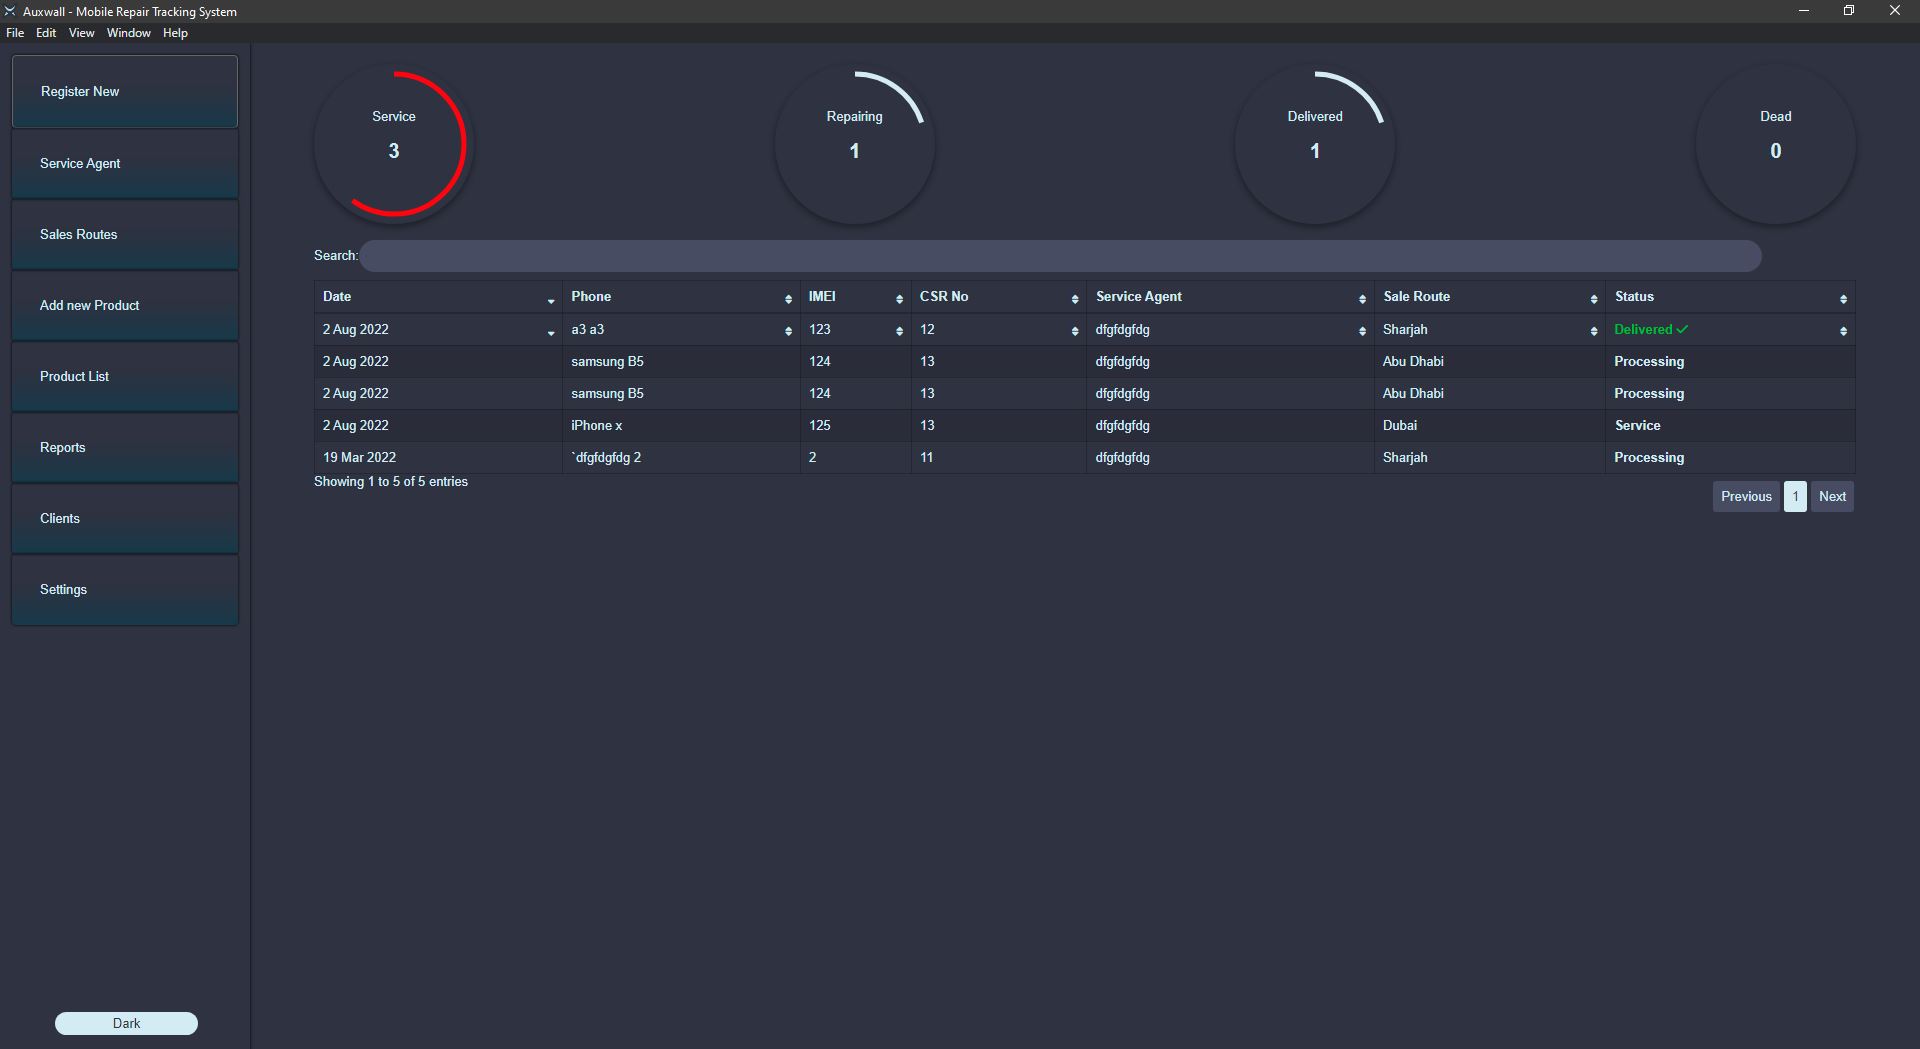 Auxwall - Mobile Repair Tracking System
File Edit View Window Help
Register New
Service Agent
Sales Routes
Add new Product
Product List
Reports
Clients
Settings
Dark
Service
3
Repairing
1
Delivered
1
Dead
0
Search:
Date Phone IMEI CSR No Service Agent Sale Route Status
2 Aug 2022 a3 a3 123 12 dfgfdgfdg Sharjah Delivered ✓
2 Aug 2022 samsung B5 124 13 dfgfdgfdg Abu Dhabi Processing
2 Aug 2022 samsung B5 124 13 dfgfdgfdg Abu Dhabi Processing
2 Aug 2022 iPhone x 125 13 dfgfdgfdg Dubai Service
19 Mar 2022 `dfgfdgfdg 2 2 11 dfgfdgfdg Sharjah Processing
Showing 1 to 5 of 5 entries
Previous 1 Next